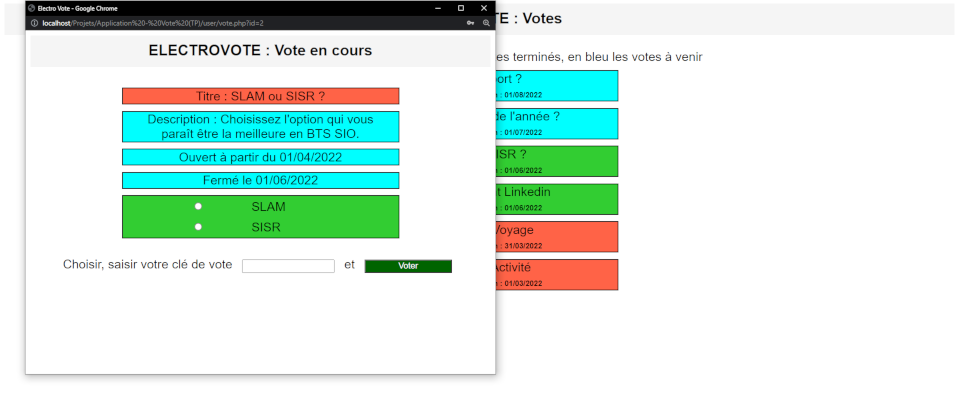 Electro Vote - Google Chrome
localhost/Projets/Application%20-%20Vote%20(TP)/user/vote.php?id=2
ELECTROVOTE : Vote en cours
Titre : SLAM ou SISR ?
Description : Choisissez l'option qui vous
paraît être la meilleure en BTS SIO.
Ouvert à partir du 01/04/2022
Fermé le 01/06/2022
SLAM
SISR
Choisir, saisir votre clé de vote et Voter
TE : Votes
es terminés, en bleu les votes à venir
ort ?
: 01/08/2022
de l'année ?
: 01/07/2022
ISR ?
: 01/06/2022
t Linkedin
: 01/06/2022
Voyage
: 31/03/2022
Activité
: 01/03/2022